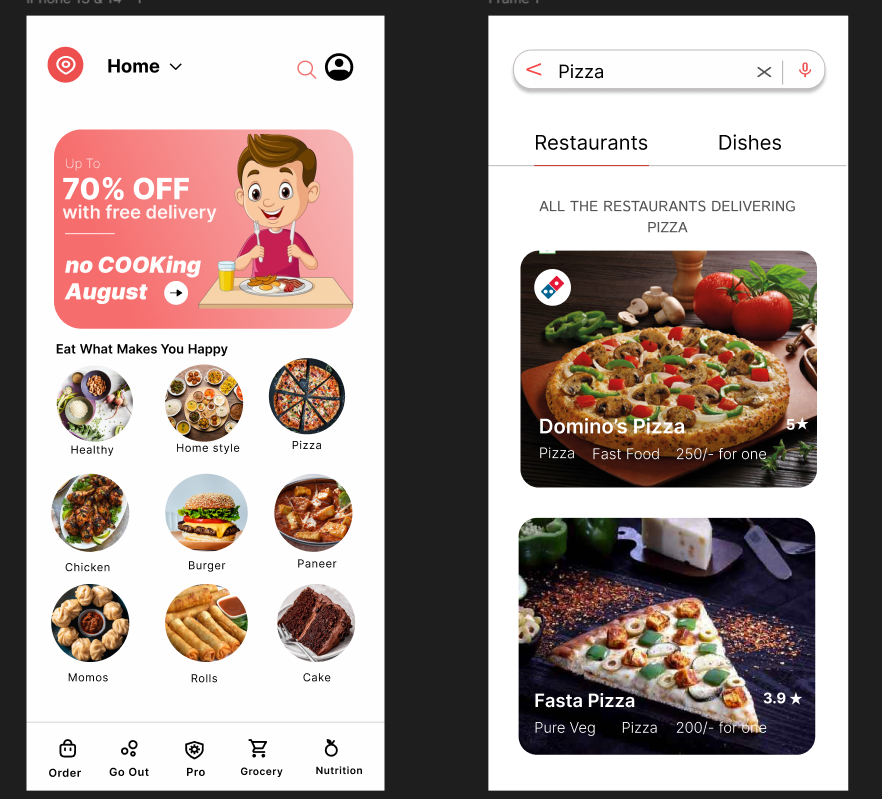 Home
Up To
70% OFF
with free delivery
no COOKing
August
Eat What Makes You Happy
Healthy
Home style
Pizza
Chicken
Burger
Paneer
Momos
Rolls
Cake
Order
Go Out
Pro
Grocery
Nutrition
Pizza
Restaurants
Dishes
ALL THE RESTAURANTS DELIVERING
PIZZA
Domino's Pizza
5★
Pizza Fast Food 250/- for one
Fasta Pizza
3.9 ★
Pure Veg Pizza 200/- for one